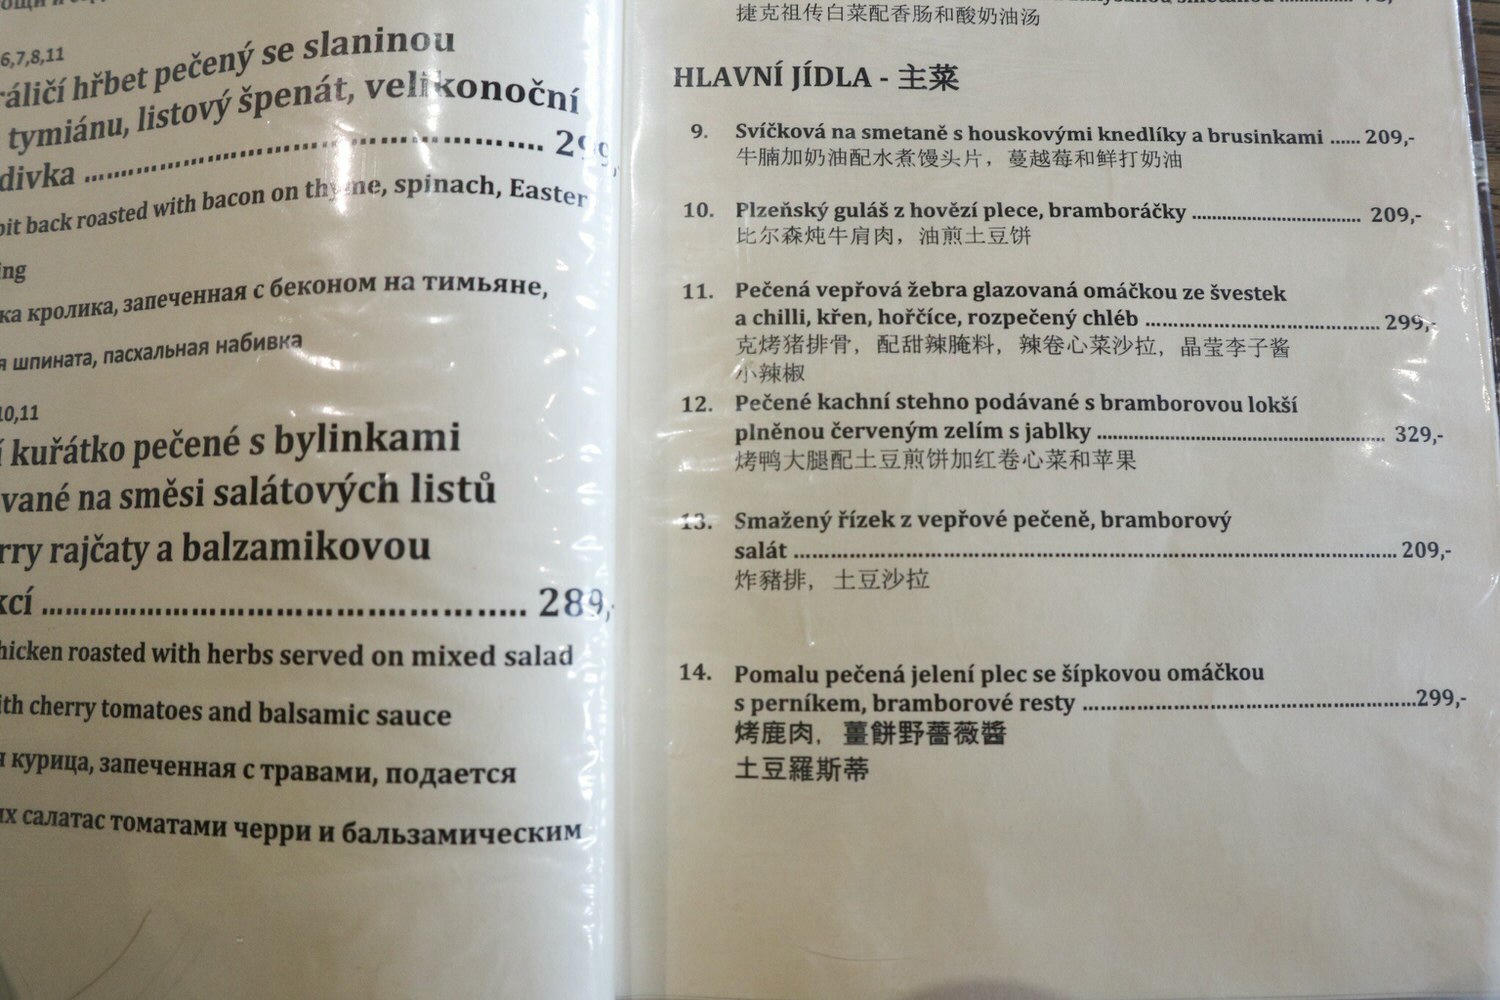 6,7,8,11
hřbet pečený se slaninou
tymiánu, listový špenát, velikonoční
299,
back roasted with bacon on thyme, spinach, Easter
кролика, запеченная с беконом на тимьяне,
шпината, пасхальная набивка
10,11
kuřátko pečené s bylinkami
na směsi salátových listů
rajčaty a balzamikovou
289,
roasted with herbs served on mixed salad
cherry tomatoes and balsamic sauce
курица, запеченная с травами, подается
салатас томатами черри и бальзамическим
捷克祖传白菜配香肠和酸奶油汤
HLAVNÍ JÍDLA - 主菜
9. Svíčková na smetaně s houskovými knedlíky a brusinkami ...... 209,-
牛腩加奶油配水煮馒头片，蔓越莓和鲜打奶油
10. Plzeňský guláš z hovězí plece, bramboráčky ................................ 209,-
比尔森炖牛肩肉，油煎土豆饼
11. Pečená vepřová žebra glazovaná omáčkou ze švestek
a chilli, křen, hořčíce, rozpečený chléb ............................................ 299,-
克烤猪排骨，配甜辣腌料，辣卷心菜沙拉，晶莹李子酱
小辣椒
12. Pečené kachní stehno podávané s bramborovou lokší
plněnou červeným zelím s jablky ...................................................... 329,-
烤鸭大腿配土豆煎饼加红卷心菜和苹果
13. Smažený řízek z vepřové pečeně, bramborový
salát ............................................................................................................ 209,-
炸豬排， 土豆沙拉
14. Pomalu pečená jelení plec se šípkovou omáčkou
s perníkem, bramborové resty ..........................................................299,-
烤鹿肉，薑餅野薔薇醬
土豆羅斯蒂